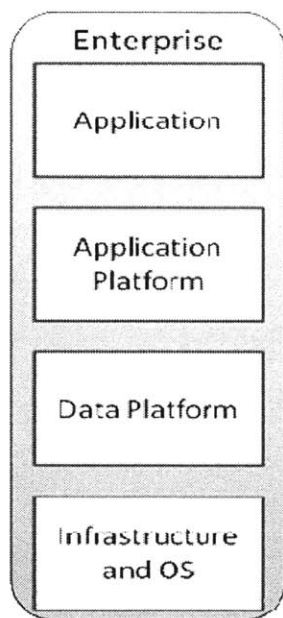 Enterprise
Application
Application
Platform
Data Platform
Infrastructure
and OS